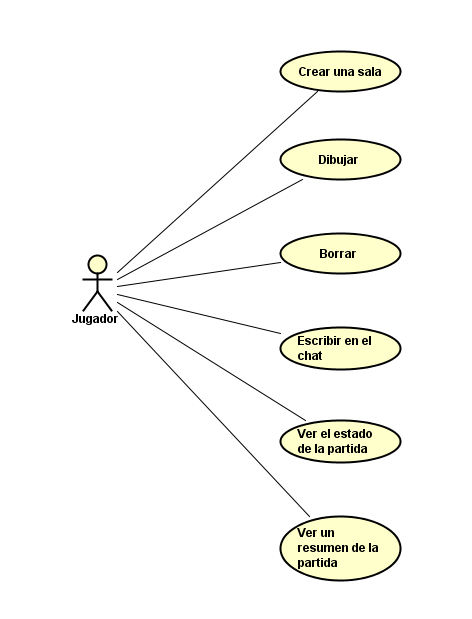 Crear una sala
Dibujar
Borrar
Jugador
Escribir en el
chat
Ver el estado
de la partida
Ver un
resumen de la
partida